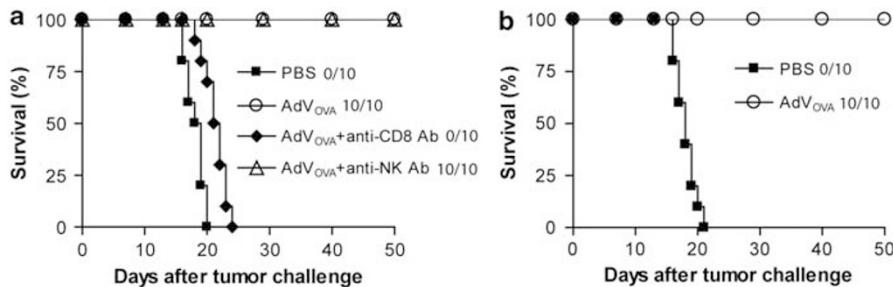 a
Survival (%)
100
75
50
25
0
0 10 20 30 40 50
Days after tumor challenge
PBS 0/10
AdVOVA 10/10
AdVOVA+anti-CD8 Ab 0/10
AdVOVA+anti-NK Ab 10/10
b
Survival (%)
100
75
50
25
0
0 10 20 30 40 50
Days after tumor challenge
PBS 0/10
AdVOVA 10/10